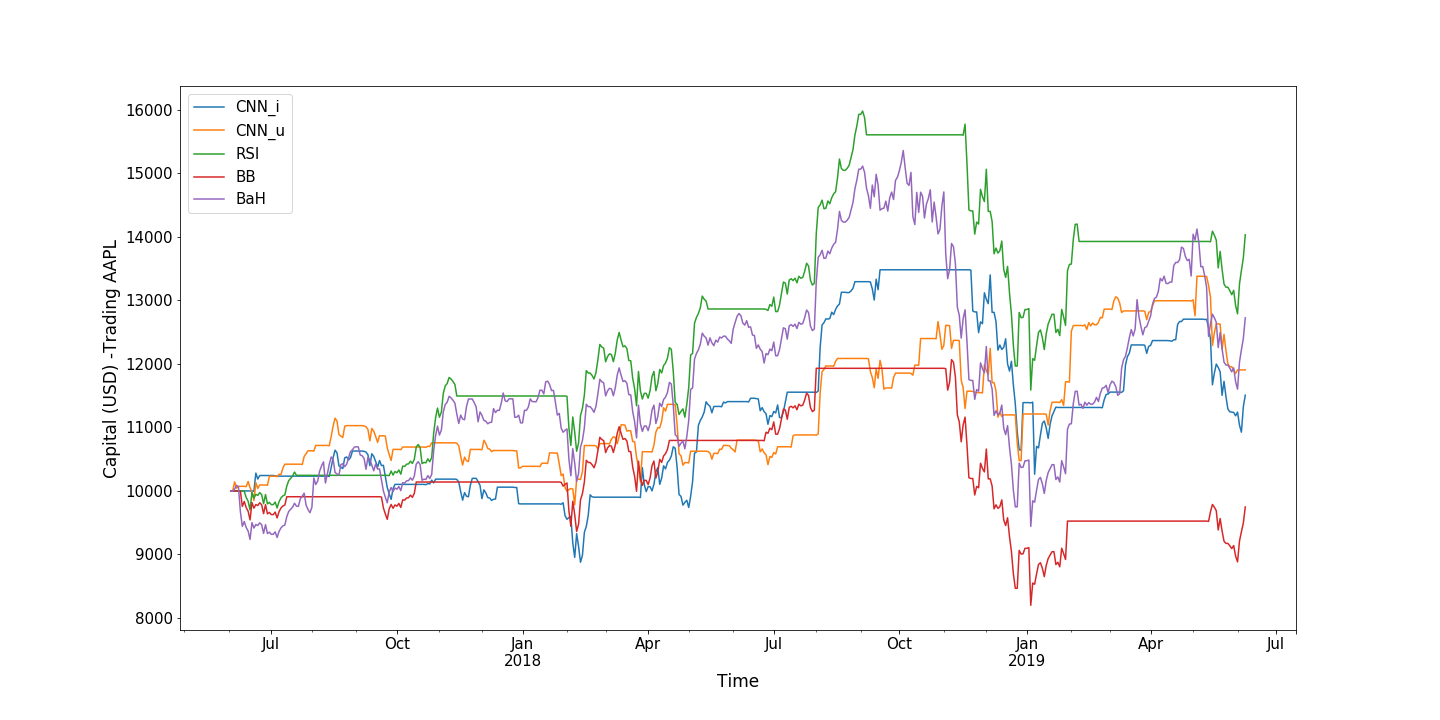 CNN_i
CNN_u
RSI
BB
BaH
Capital (USD) -Trading AAPL
16000
15000
14000
13000
12000
11000
10000
9000
8000
Jul
Oct
Jan
2018
Apr
Jul
Oct
Jan
2019
Apr
Jul
Time